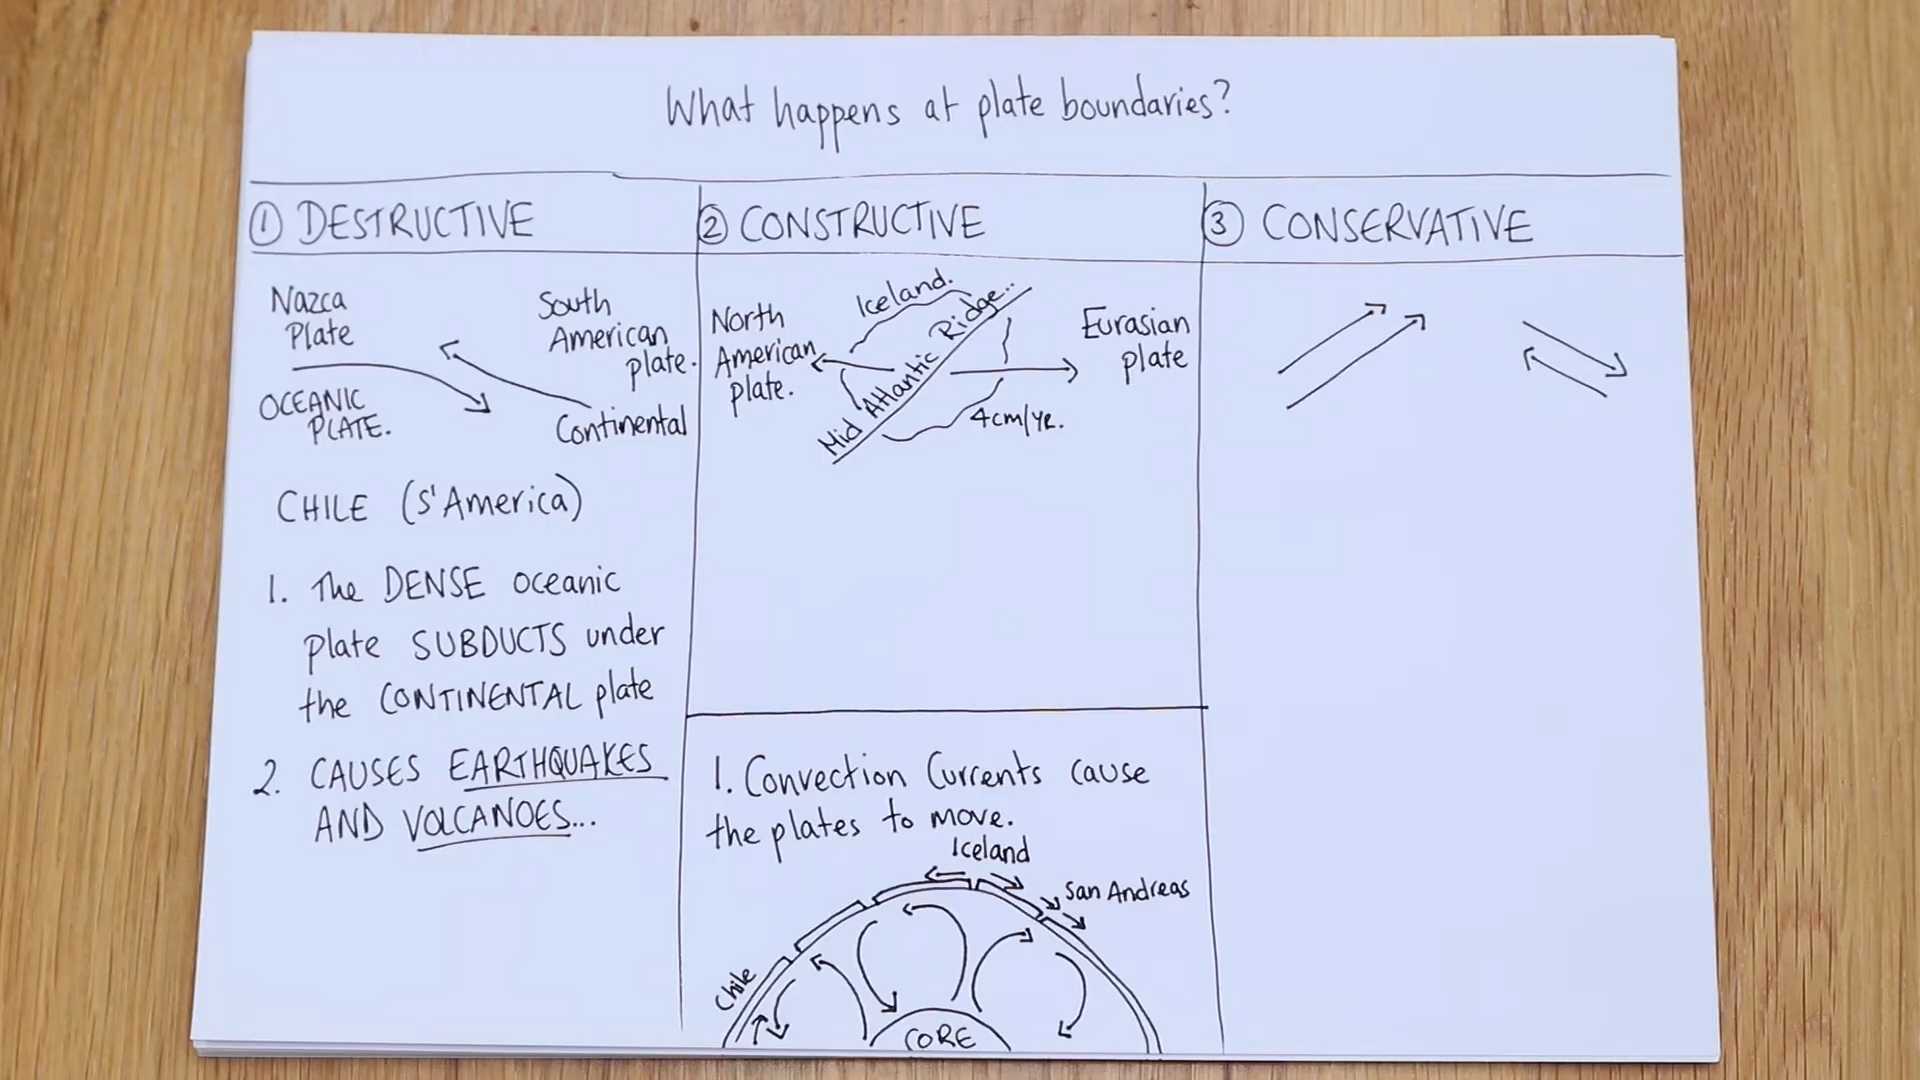 What happens at plate boundaries?
① DESTRUCTIVE
Nazca
Plate
South
American
plate.
OCEANIC
PLATE.
Continental
CHILE (S'America)
1. The DENSE oceanic
plate SUBDUCTS under
the CONTINENTAL plate
2. CAUSES EARTHQUAKES
AND VOLCANOES...
② CONSTRUCTIVE
Iceland.
North
American
plate.
Mid Atlantic Ridge..
Eurasian
plate
4cm/yr.
1. Convection Currents cause
the plates to move.
Iceland
San Andreas
Chile
CORE
③ CONSERVATIVE